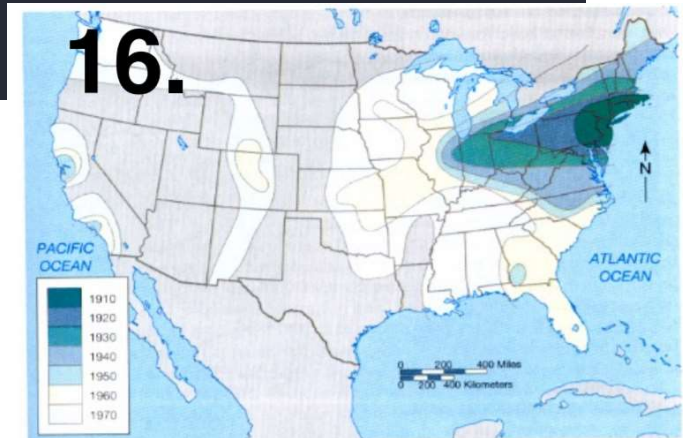 16.
N
PACIFIC
OCEAN
ATLANTIC
OCEAN
1910
1920
1930
1940
1950
1960
1970
0 200 400 Miles
0 200 400 Kilometers